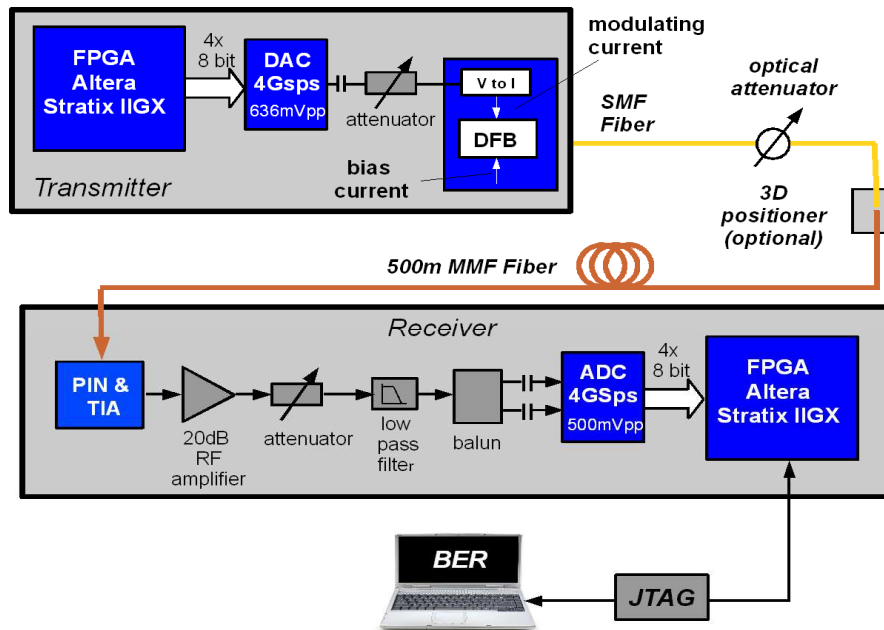 FPGA
Altera
Stratix IIGX
4x
8 bit
DAC
4Gsps
636mVpp
attenuator
V to I
DFB
modulating
current
bias
current
Transmitter
SMF
Fiber
optical
attenuator
3D
positioner
(optional)
500m MMF Fiber
Receiver
PIN &
TIA
20dB
RF
amplifier
attenuator
low
pass
filter
balun
ADC
4GSps
500mVpp
4x
8 bit
FPGA
Altera
Stratix IIGX
BER
JTAG